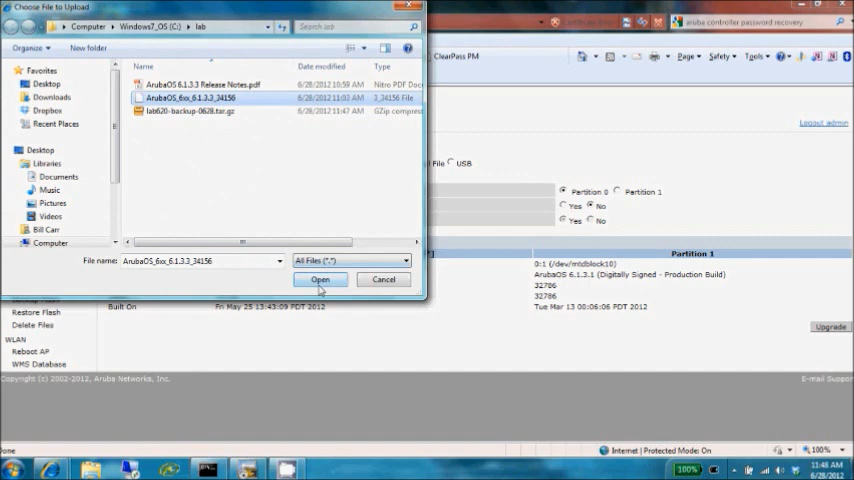 Choose File to Upload
Computer ▸ Windows7_OS (C:) ▸ lab
Search lab
aruba controller password recovery
Organize
New folder
ClearPass PM
Page
Safety
Tools
Name
Date modified
Type
Favorites
Desktop
Downloads
Dropbox
Recent Places
Desktop
Libraries
Documents
Music
Pictures
Videos
Bill Carr
Computer
ArubaOS 6.1.3.3 Release Notes.pdf
6/28/2012 10:59 AM
Nitro PDF Doc
ArubaOS_6xx_6.1.3.3_34156
6/28/2012 11:03 AM
3_34156 File
lab620-backup-0628.tar.gz
6/28/2012 11:47 AM
GZip compress
Logout admin
File
USB
Partition 0
Partition 1
Yes
No
Yes
No
File name:
ArubaOS_6xx_6.1.3.3_34156
All Files (*.*)
Open
Cancel
Partition 1
0:1 (/dev/mtdblock10)
ArubaOS 6.1.3.1 (Digitally Signed - Production Build)
32786
32786
Built On
Fri May 25 13:43:09 PDT 2012
Tue Mar 13 00:06:06 PDT 2012
Restore Flash
Delete Files
WLAN
Reboot AP
WMS Database
Upgrade
Copyright (c) 2002-2012, Aruba Networks, Inc.
E-mail Suppor
Done
Internet | Protected Mode: On
100%
100%
11:48 AM
6/28/2012